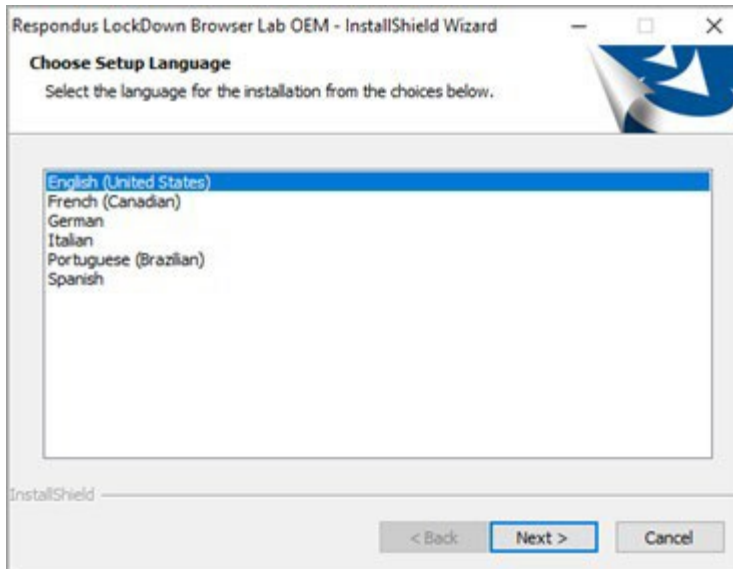 Respondus LockDown Browser Lab OEM - InstallShield Wizard
Choose Setup Language
Select the language for the installation from the choices below.
English (United States)
French (Canadian)
German
Italian
Portuguese (Brazilian)
Spanish
InstallShield
< Back Next > Cancel